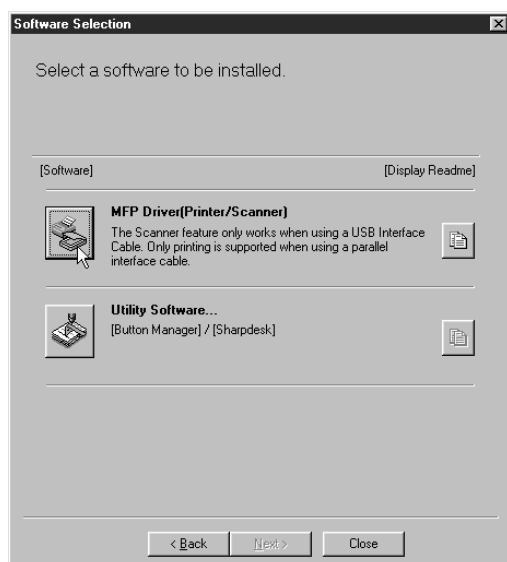 Software Selection
Select a software to be installed.
[Software] [Display Readme]
MFP Driver(Printer/Scanner)
The Scanner feature only works when using a USB Interface
Cable. Only printing is supported when using a parallel
interface cable.
Utility Software...
[Button Manager] / [Sharpdesk]
< Back Next > Close